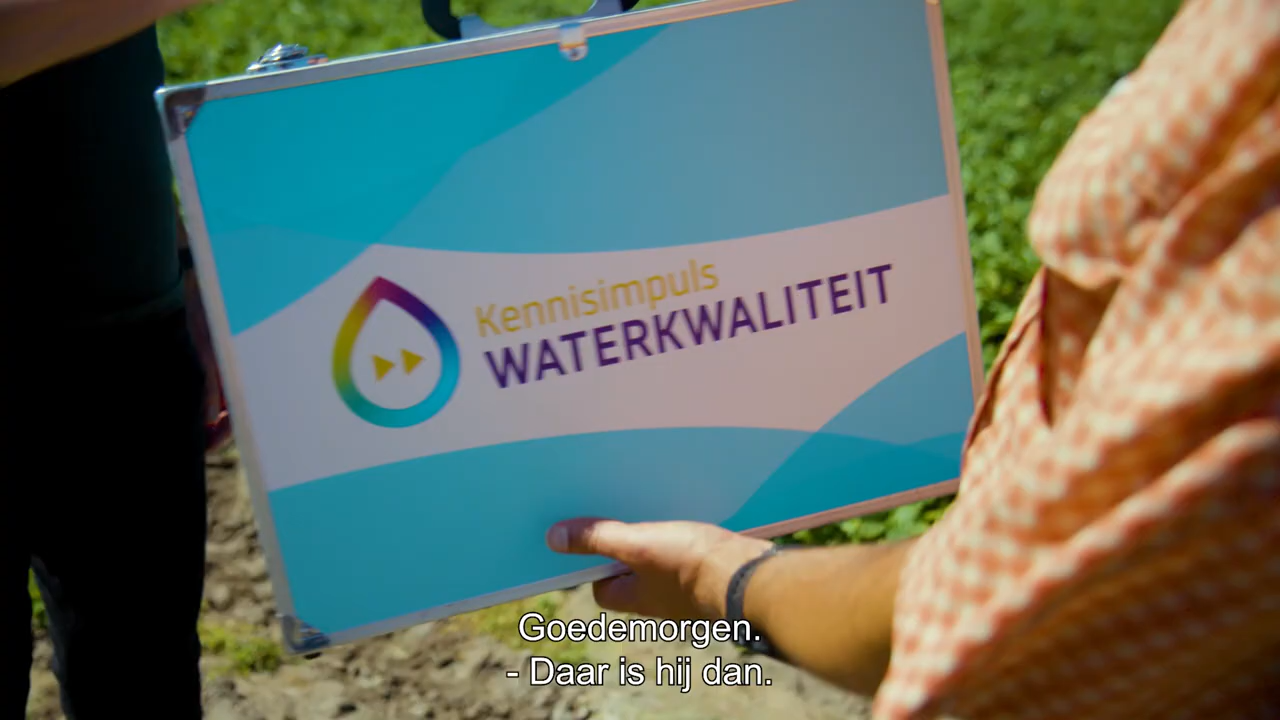 Kennisimpuls
WATERKWALITEIT
Goedemorgen.
- Daar is hij dan.